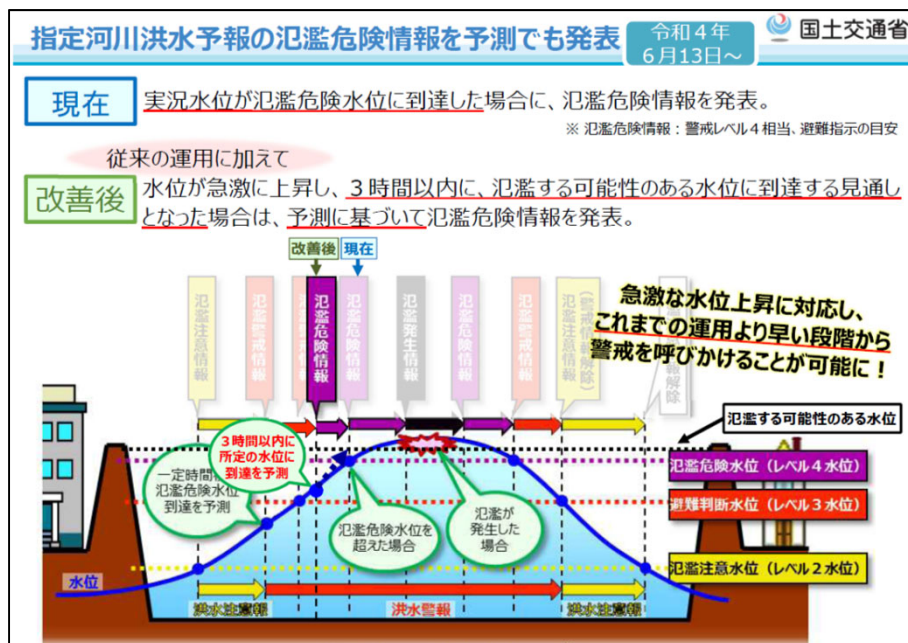 指定河川洪水予報の氾濫危険情報を予測でも発表
令和４年
６月13日～
国土交通省
現在
実況水位が氾濫危険水位に到達した場合に、氾濫危険情報を発表。
※ 氾濫危険情報：警戒レベル４相当、避難指示の目安
従来の運用に加えて
改善後
水位が急激に上昇し、３時間以内に、氾濫する可能性のある水位に到達する見通し
となった場合は、予測に基づいて氾濫危険情報を発表。
改善後
現在
氾濫注意情報
氾濫警戒情報
氾濫危険情報
氾濫危険情報
氾濫発生情報
氾濫危険情報
氾濫警戒情報
氾濫注意情報
（警戒情報解除）
急激な水位上昇に対応し、
これまでの運用より早い段階から
警戒を呼びかけることが可能に！
氾濫する可能性のある水位
氾濫危険水位（レベル４水位）
避難判断水位（レベル３水位）
氾濫注意水位（レベル２水位）
３時間以内に
所定の水位に
到達を予測
一定時間
氾濫危険水位
到達を予測
氾濫危険水位を
超えた場合
氾濫が
発生した
場合
水位
洪水注意報
洪水警報
洪水注意報